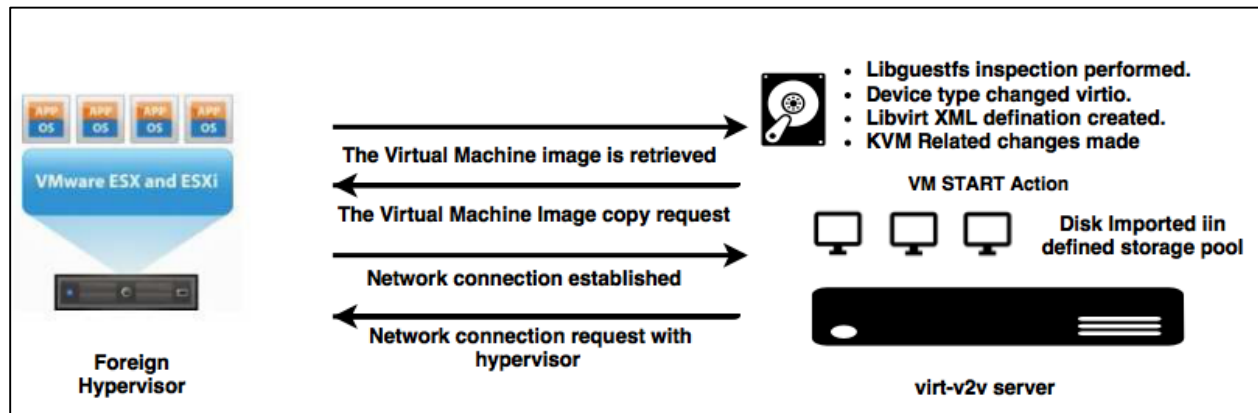 APP APP APP APP
OS OS OS OS
VMware ESX and ESXi
Foreign
Hypervisor
The Virtual Machine image is retrieved
The Virtual Machine Image copy request
Network connection established
Network connection request with
hypervisor
• Libguestfs inspection performed.
• Device type changed virtio.
• Libvirt XML defination created.
• KVM Related changes made
VM START Action
Disk Imported iin
defined storage pool
virt-v2v server